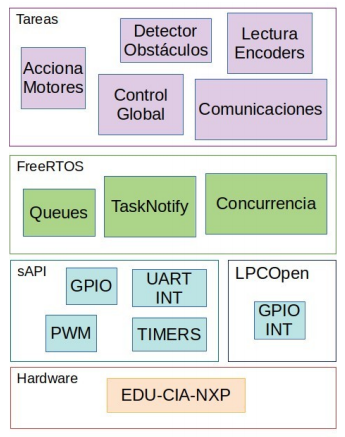 Tareas
Detector
Obstáculos
Lectura
Encoders
Acciona
Motores
Control
Global
Comunicaciones
FreeRTOS
Queues
TaskNotify
Concurrencia
sAPI
GPIO
UART
INT
PWM
TIMERS
LPCOpen
GPIO
INT
Hardware
EDU-CIA-NXP